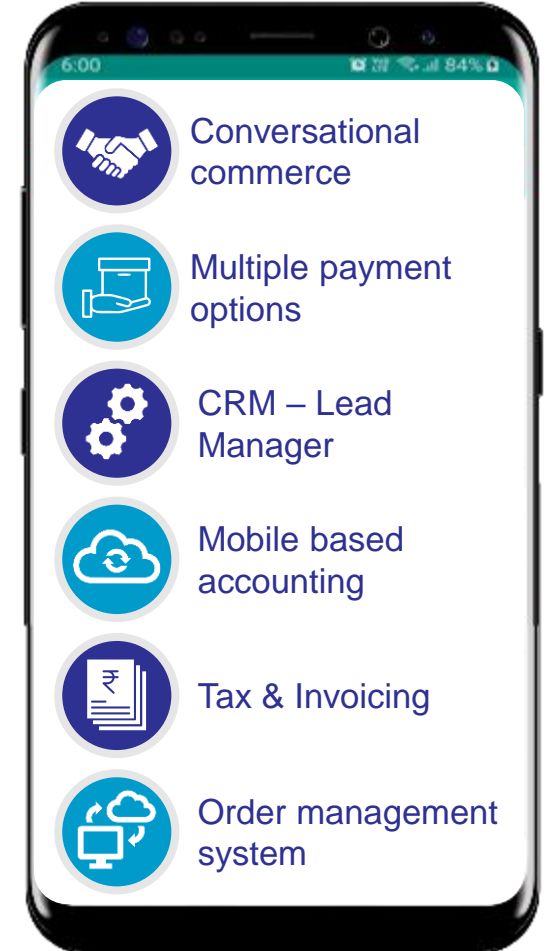 6:00 84%
Conversational
commerce
Multiple payment
options
CRM – Lead
Manager
Mobile based
accounting
₹
Tax & Invoicing
Order management
system